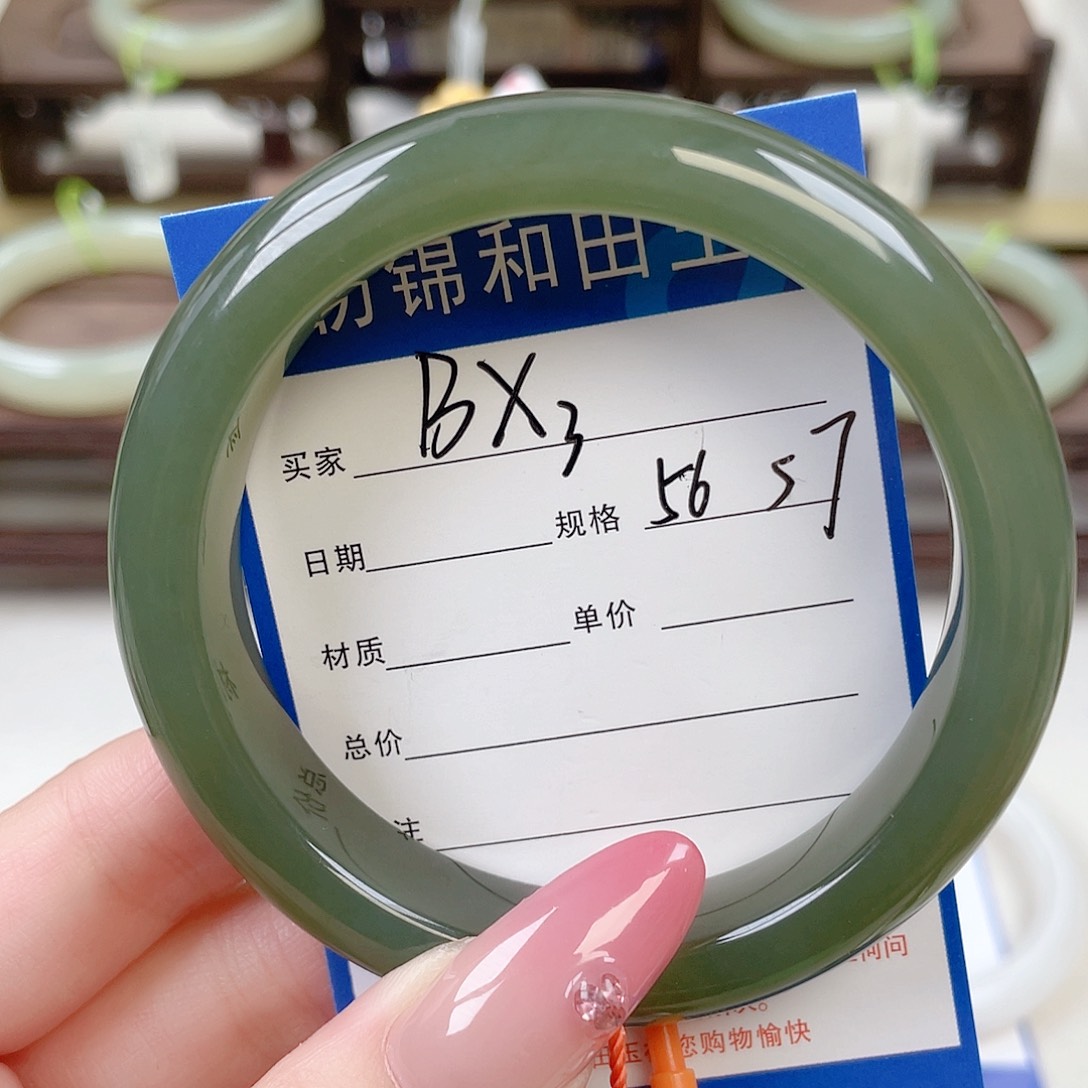 锦和田玉
买家 BX3
日期 规格 56 57
材质 单价
总价
注
问
您购物愉快